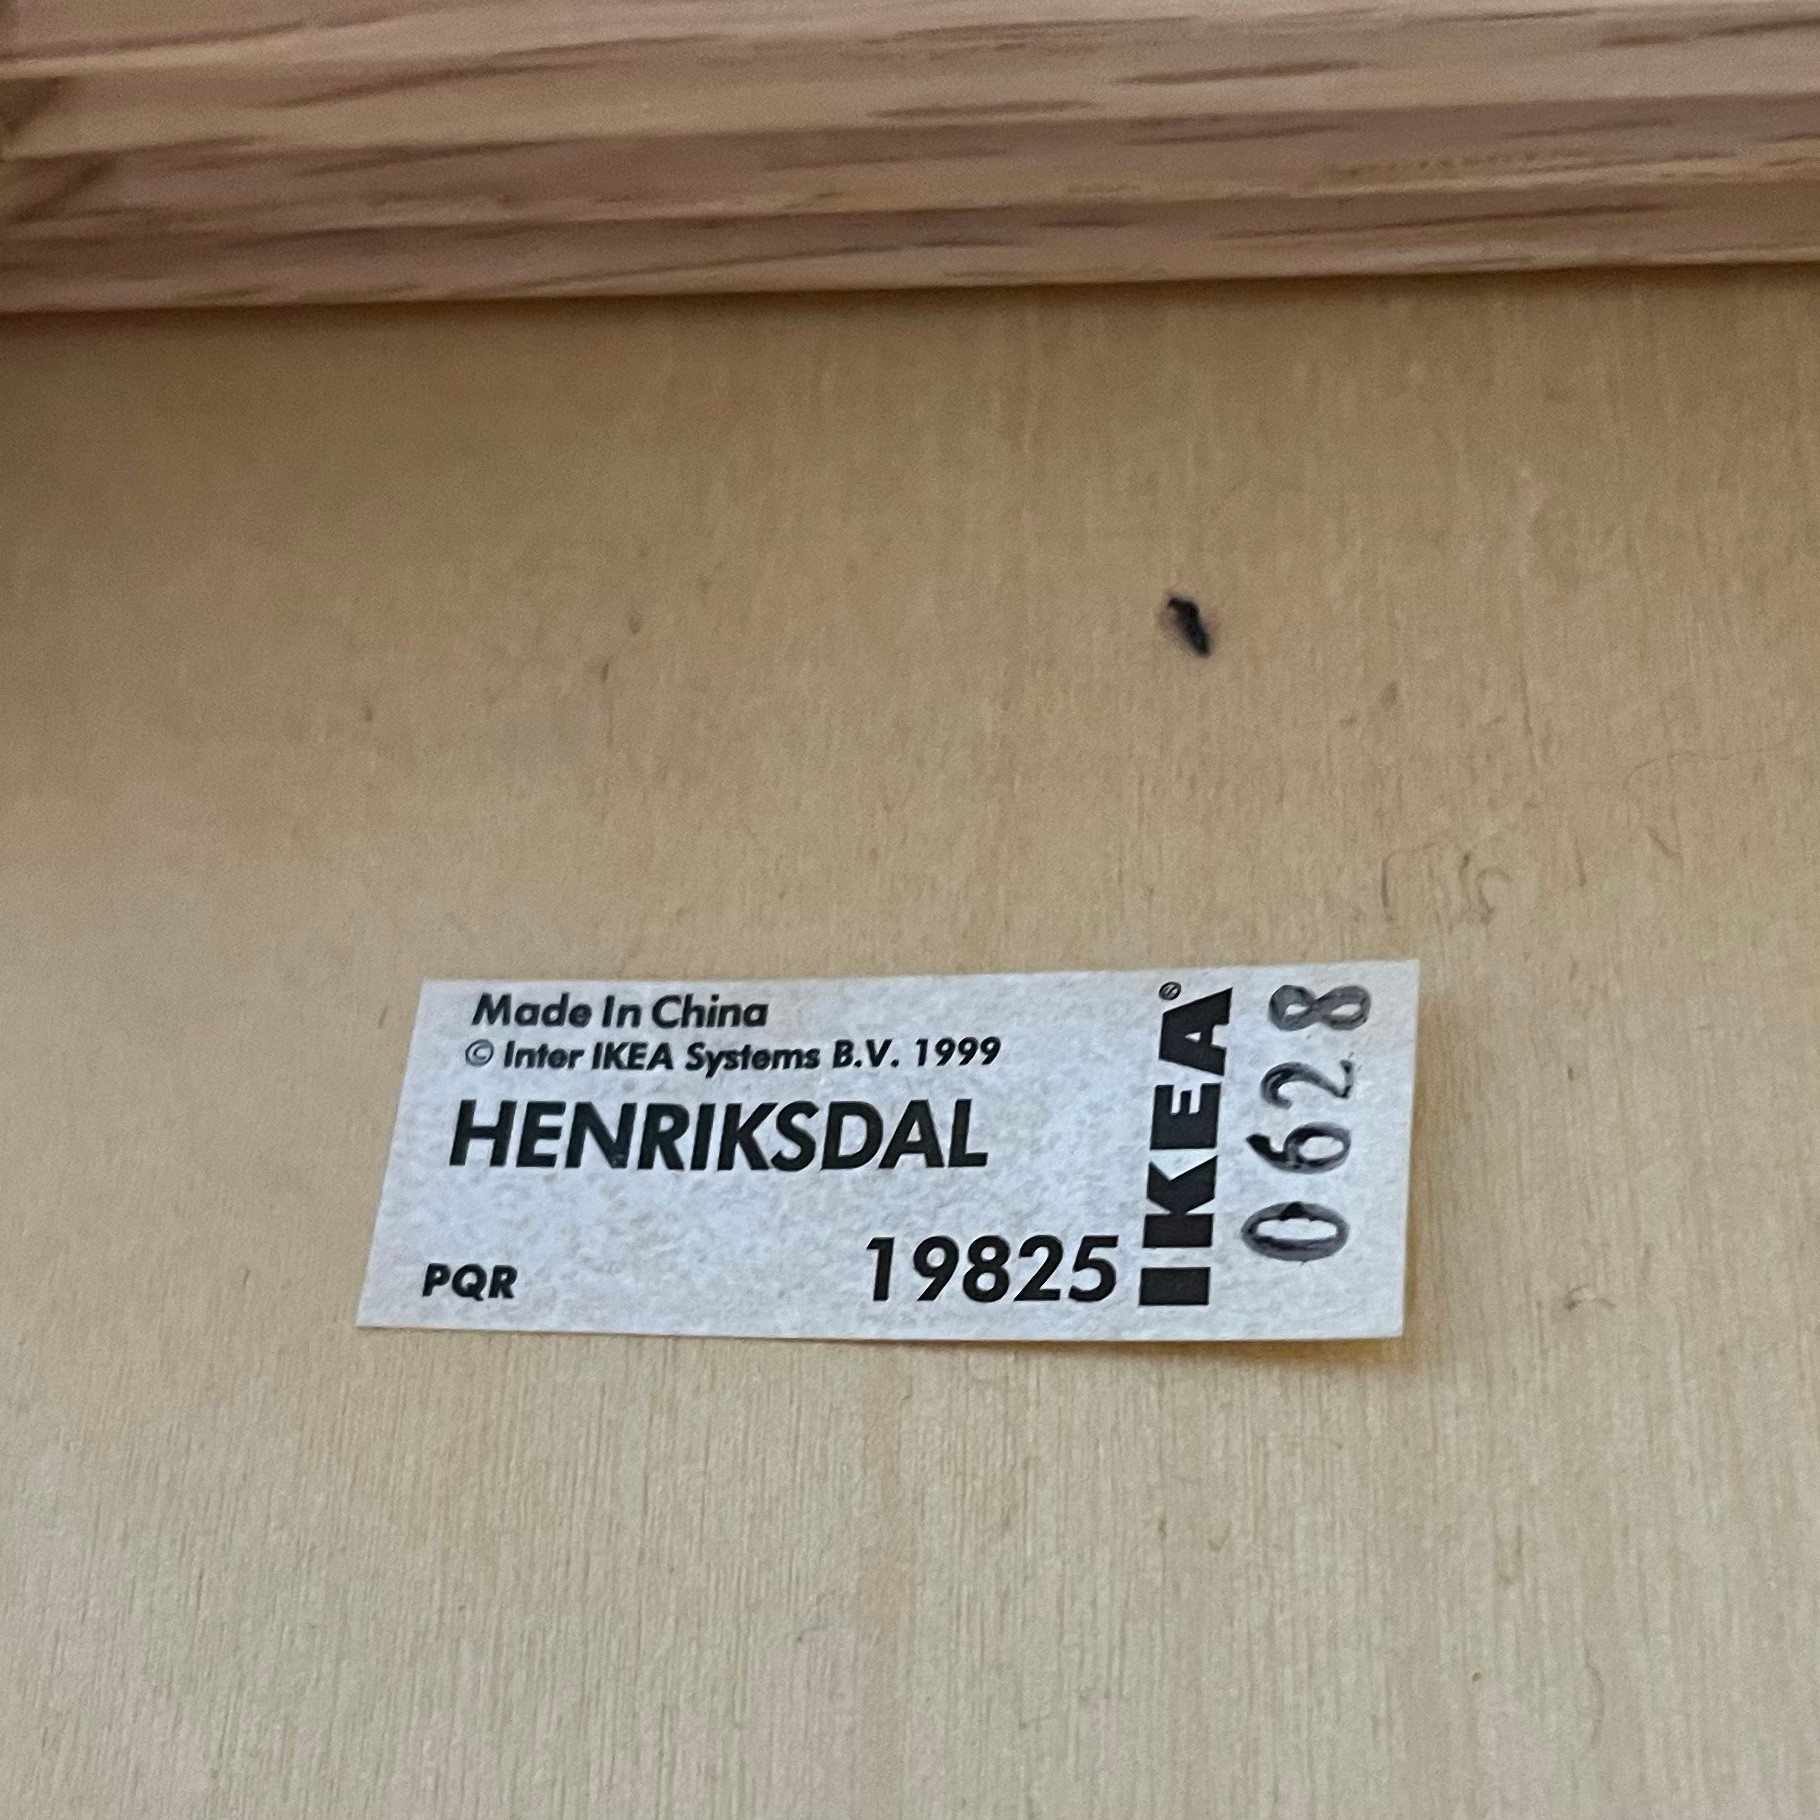 Made In China
© Inter IKEA Systems B.V. 1999
HENRIKSDAL
PQR
19825
IKEA®
0628